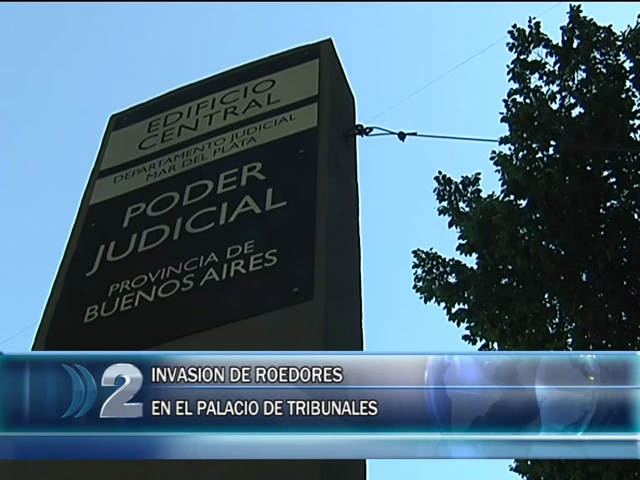 EDIFICIO
CENTRAL
DEPARTAMENTO JUDICIAL
MAR DEL PLATA
PODER
JUDICIAL
PROVINCIA DE
BUENOS AIRES
2
INVASION DE ROEDORES
EN EL PALACIO DE TRIBUNALES